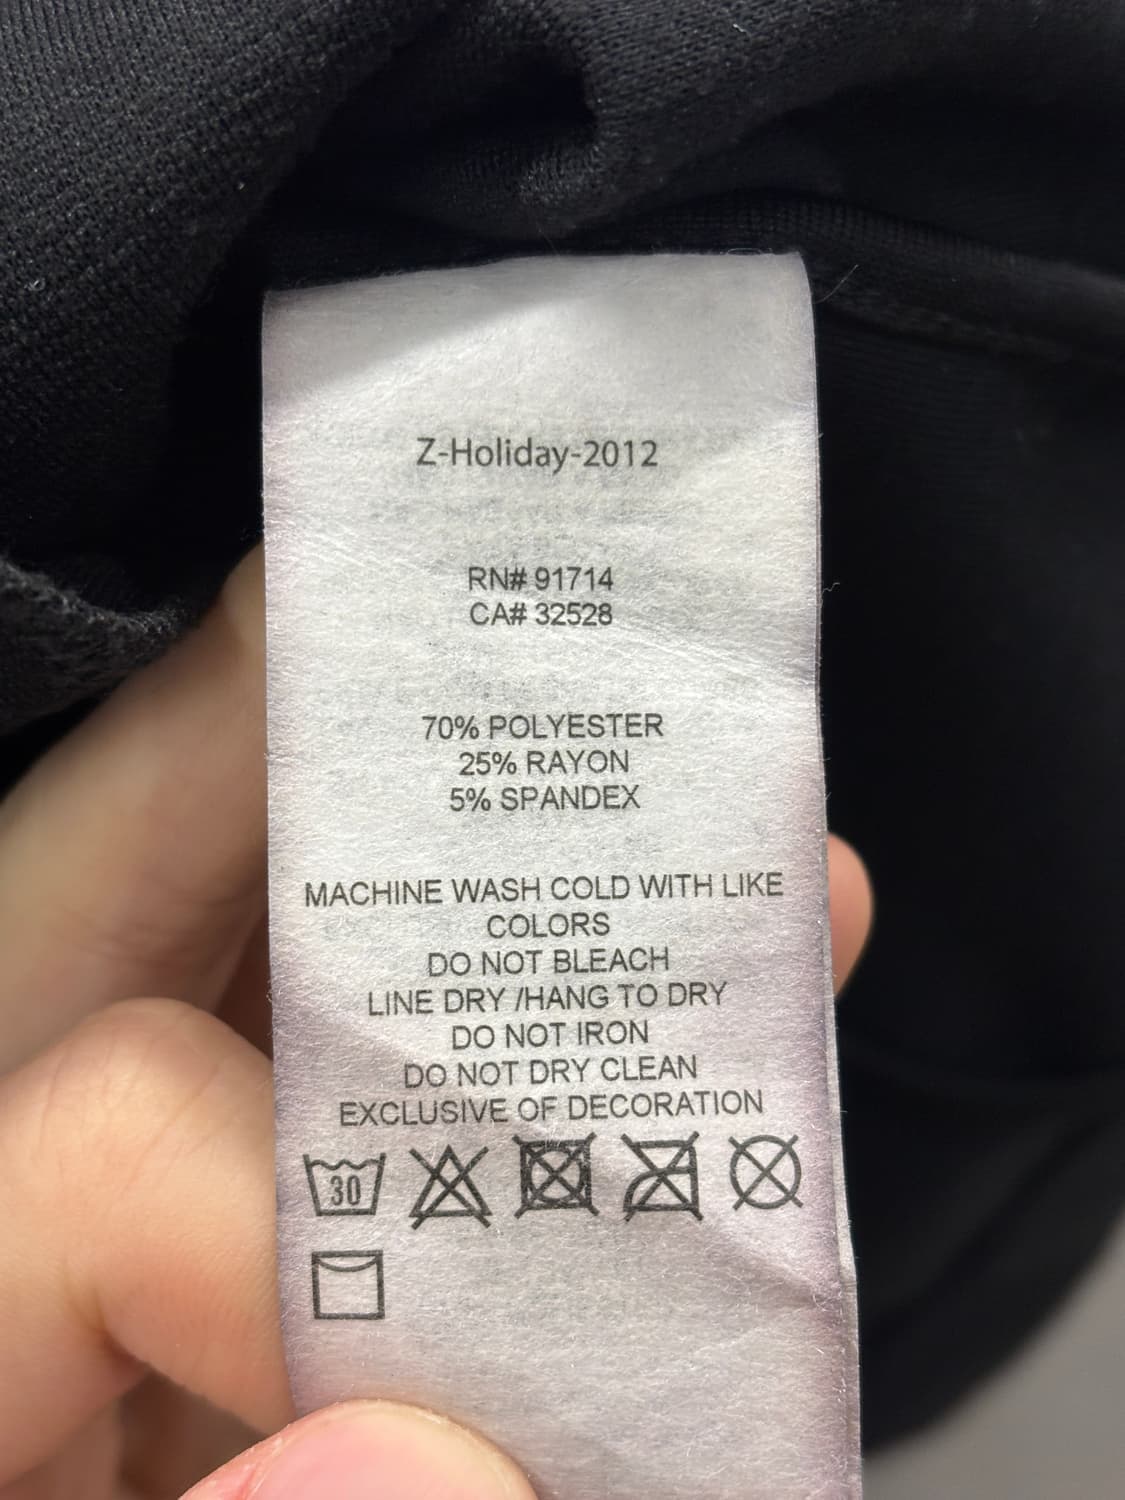 Z-Holiday-2012
RN# 91714
CA# 32528
70% POLYESTER
25% RAYON
5% SPANDEX
MACHINE WASH COLD WITH LIKE
COLORS
DO NOT BLEACH
LINE DRY /HANG TO DRY
DO NOT IRON
DO NOT DRY CLEAN
EXCLUSIVE OF DECORATION
30